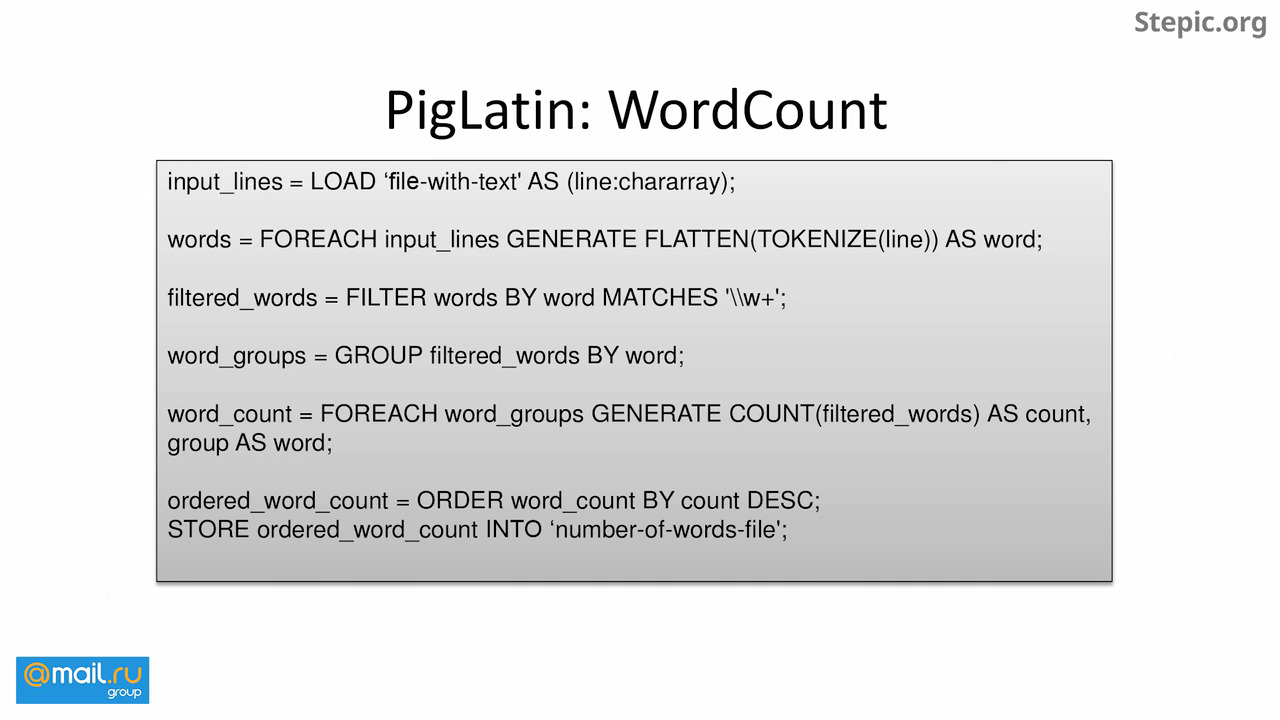 Stepic.org
PigLatin: WordCount
input_lines = LOAD ‘file-with-text' AS (line:chararray);
words = FOREACH input_lines GENERATE FLATTEN(TOKENIZE(line)) AS word;
filtered_words = FILTER words BY word MATCHES '\\w+';
word_groups = GROUP filtered_words BY word;
word_count = FOREACH word_groups GENERATE COUNT(filtered_words) AS count,
group AS word;
ordered_word_count = ORDER word_count BY count DESC;
STORE ordered_word_count INTO ‘number-of-words-file';
@mail.ru
group